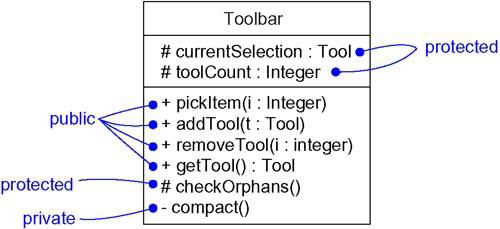 Toolbar
# currentSelection : Tool
# toolCount : Integer
protected
+ pickItem(i : Integer)
+ addTool(t : Tool)
+ removeTool(i : integer)
+ getTool() : Tool
# checkOrphans()
- compact()
public
protected
private